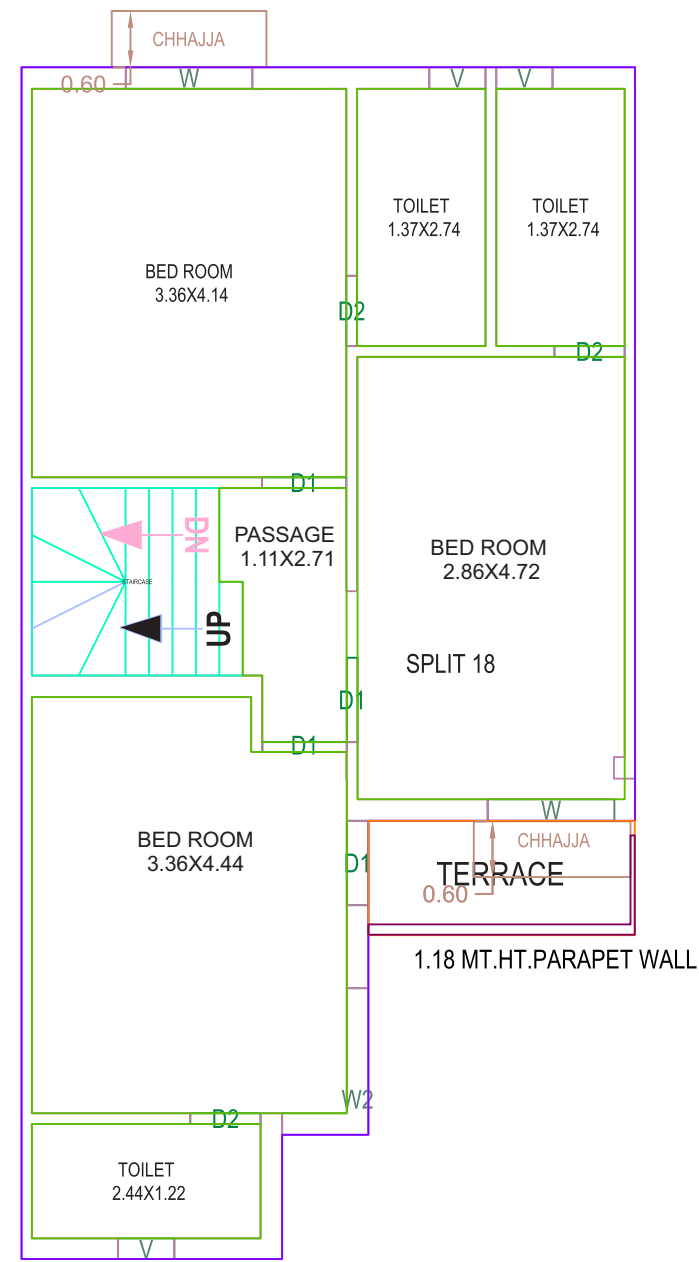 CHHAJJA
0.60
W
V
V
TOILET
1.37X2.74
TOILET
1.37X2.74
BED ROOM
3.36X4.14
D2
D2
D1
DN
PASSAGE
1.11X2.71
BED ROOM
2.86X4.72
STAIRCASE
UP
SPLIT 18
D1
D1
W
BED ROOM
3.36X4.44
D1
CHHAJJA
TERRACE
0.60
1.18 MT.HT.PARAPET WALL
W2
D2
TOILET
2.44X1.22
V